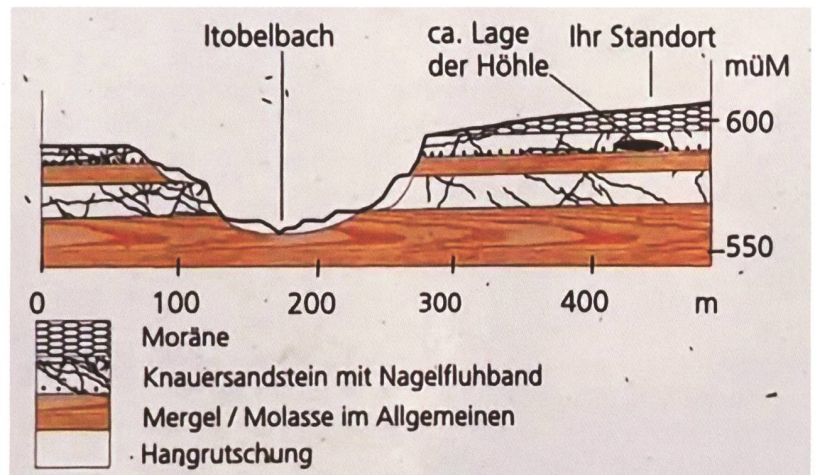 Itobelbach
ca. Lage
der Höhle
Ihr Standort
müM
600
550
0 100 200 300 400 m
Moräne
Knauersandstein mit Nagelfluhband
Mergel / Molasse im Allgemeinen
Hangrutschung